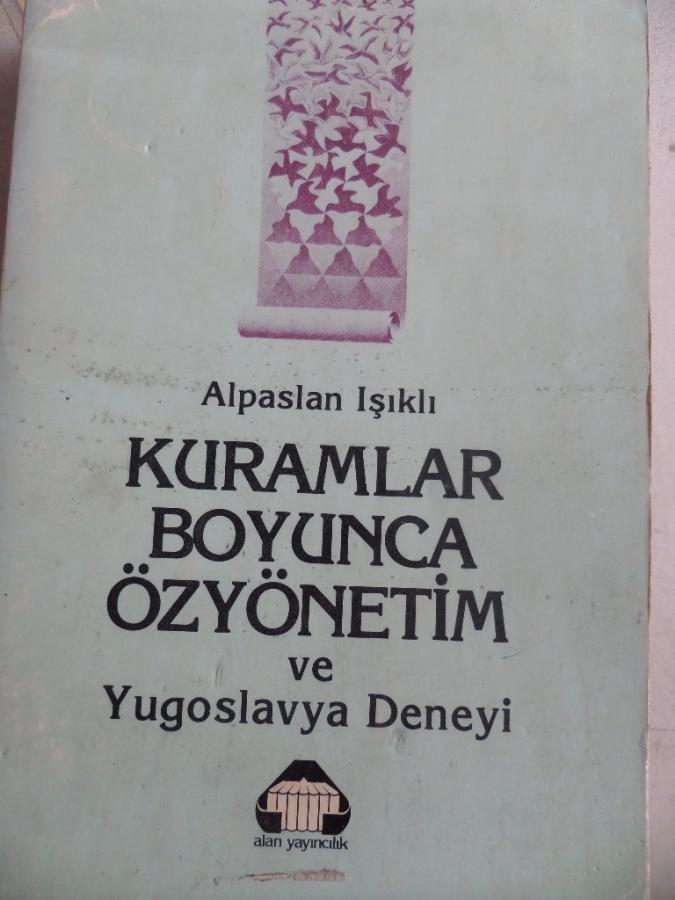 Alpaslan Işıklı
KURAMLAR
BOYUNCA
ÖZYÖNETİM
ve
Yugoslavya Deneyi
alan yayıncılık